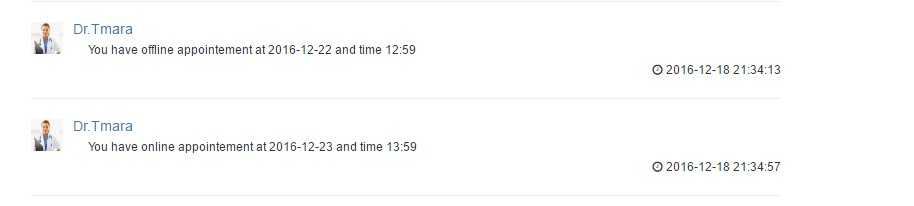 Dr.Tmara
You have offline appointement at 2016-12-22 and time 12:59
2016-12-18 21:34:13
Dr.Tmara
You have online appointement at 2016-12-23 and time 13:59
2016-12-18 21:34:57